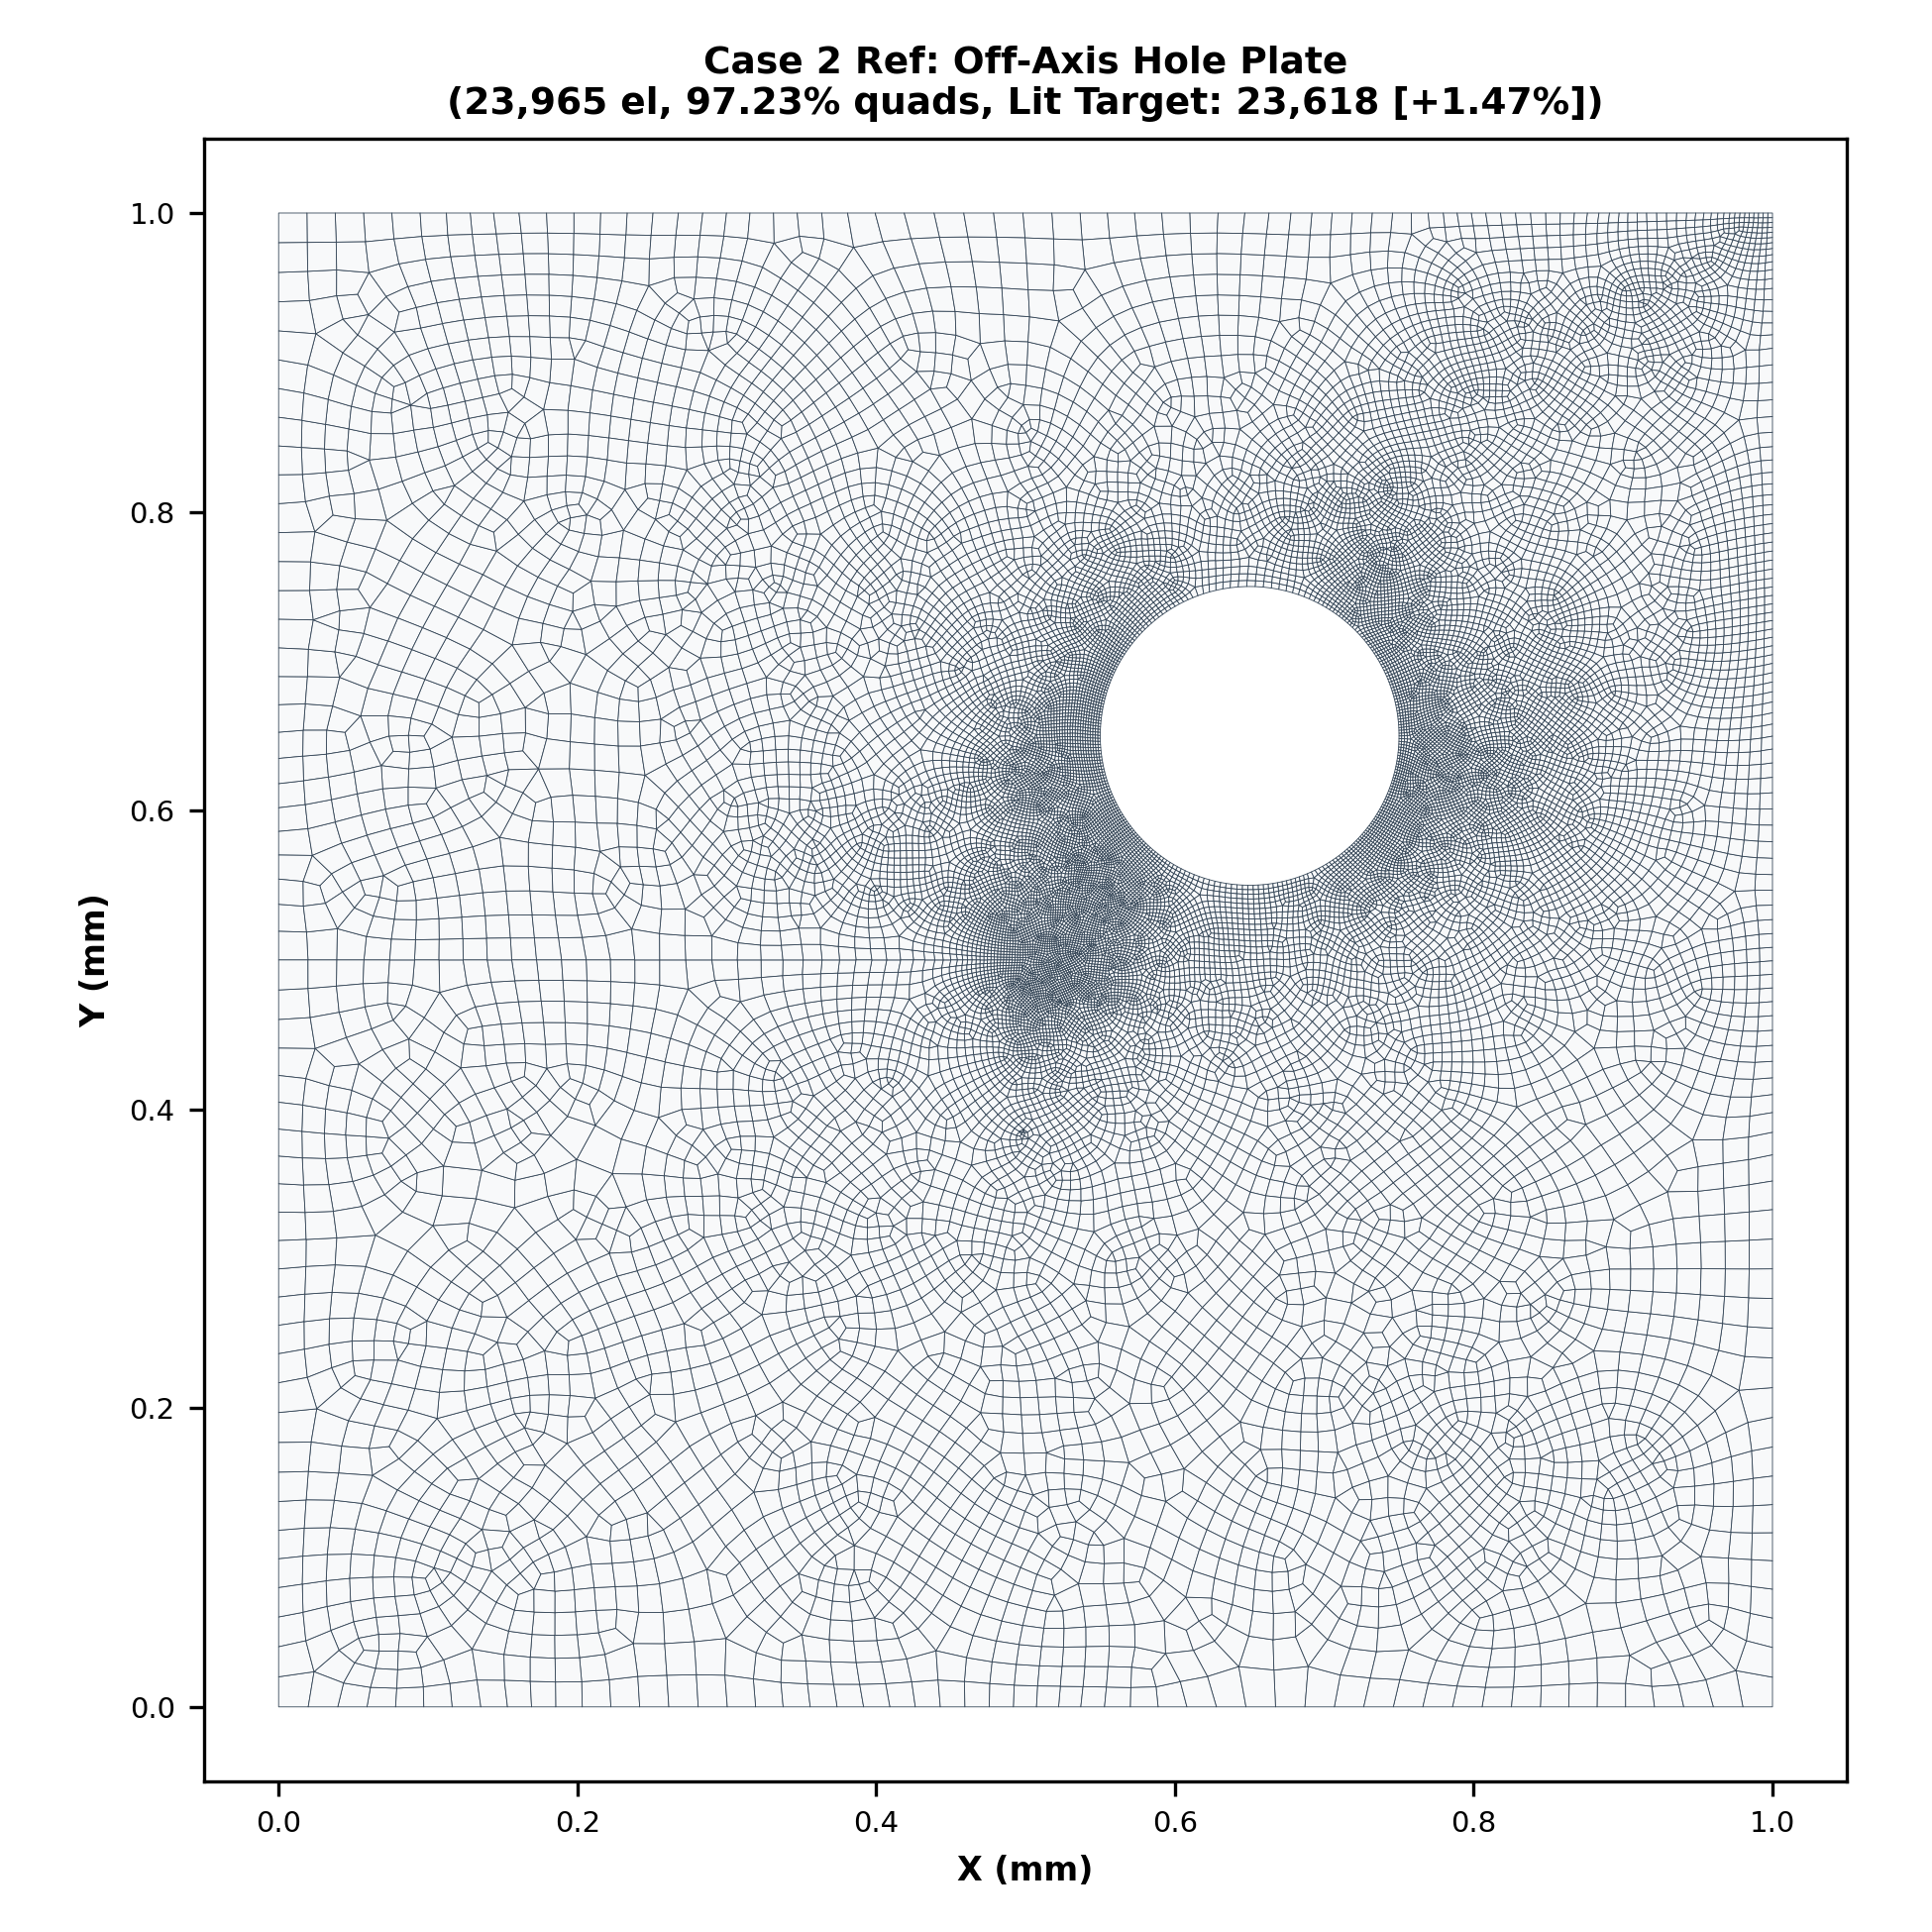 Case 2 Ref: Off-Axis Hole Plate
(23,965 el, 97.23% quads, Lit Target: 23,618 [+1.47%])
1.0
0.8
0.6
0.4
0.2
0.0
Y (mm)
0.0 0.2 0.4 0.6 0.8 1.0
X (mm)